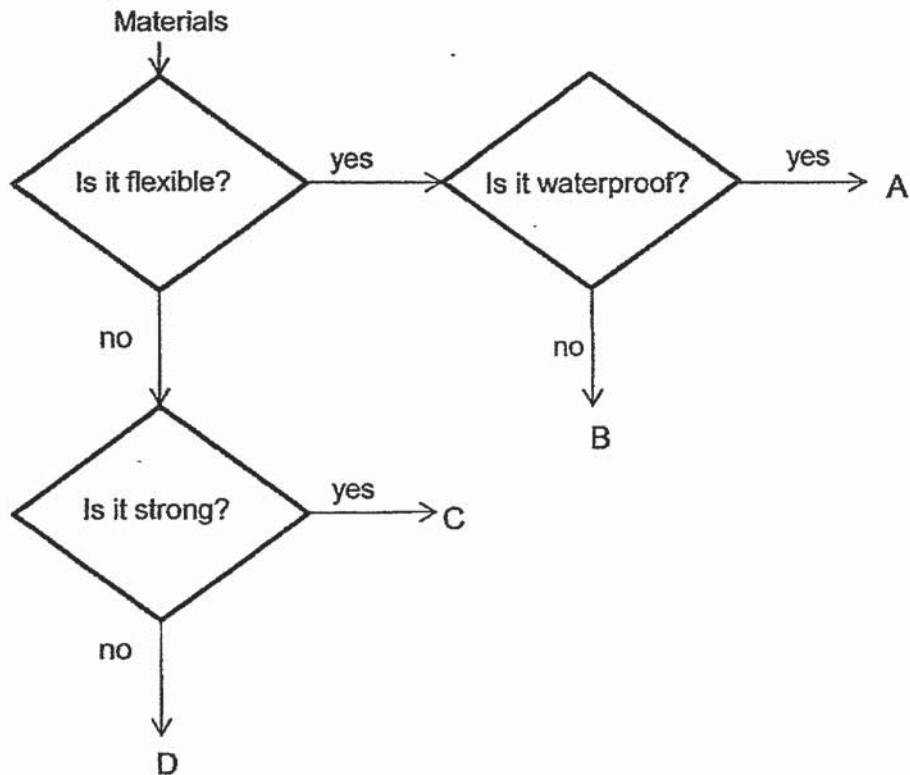 Materials
Is it flexible?
yes
Is it waterproof?
yes
A
no
no
B
Is it strong?
yes
C
no
D